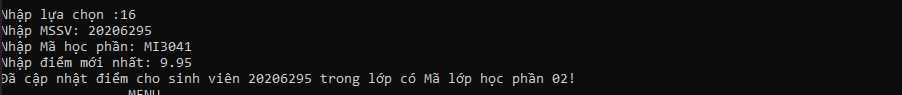 Nhập lựa chọn :16
Nhập MSSV: 20206295
Nhập Mã học phần: MI3041
Nhập điểm mới nhất: 9.95
Đã cập nhật điểm cho sinh viên 20206295 trong lớp có Mã lớp học phần 02!
MENU